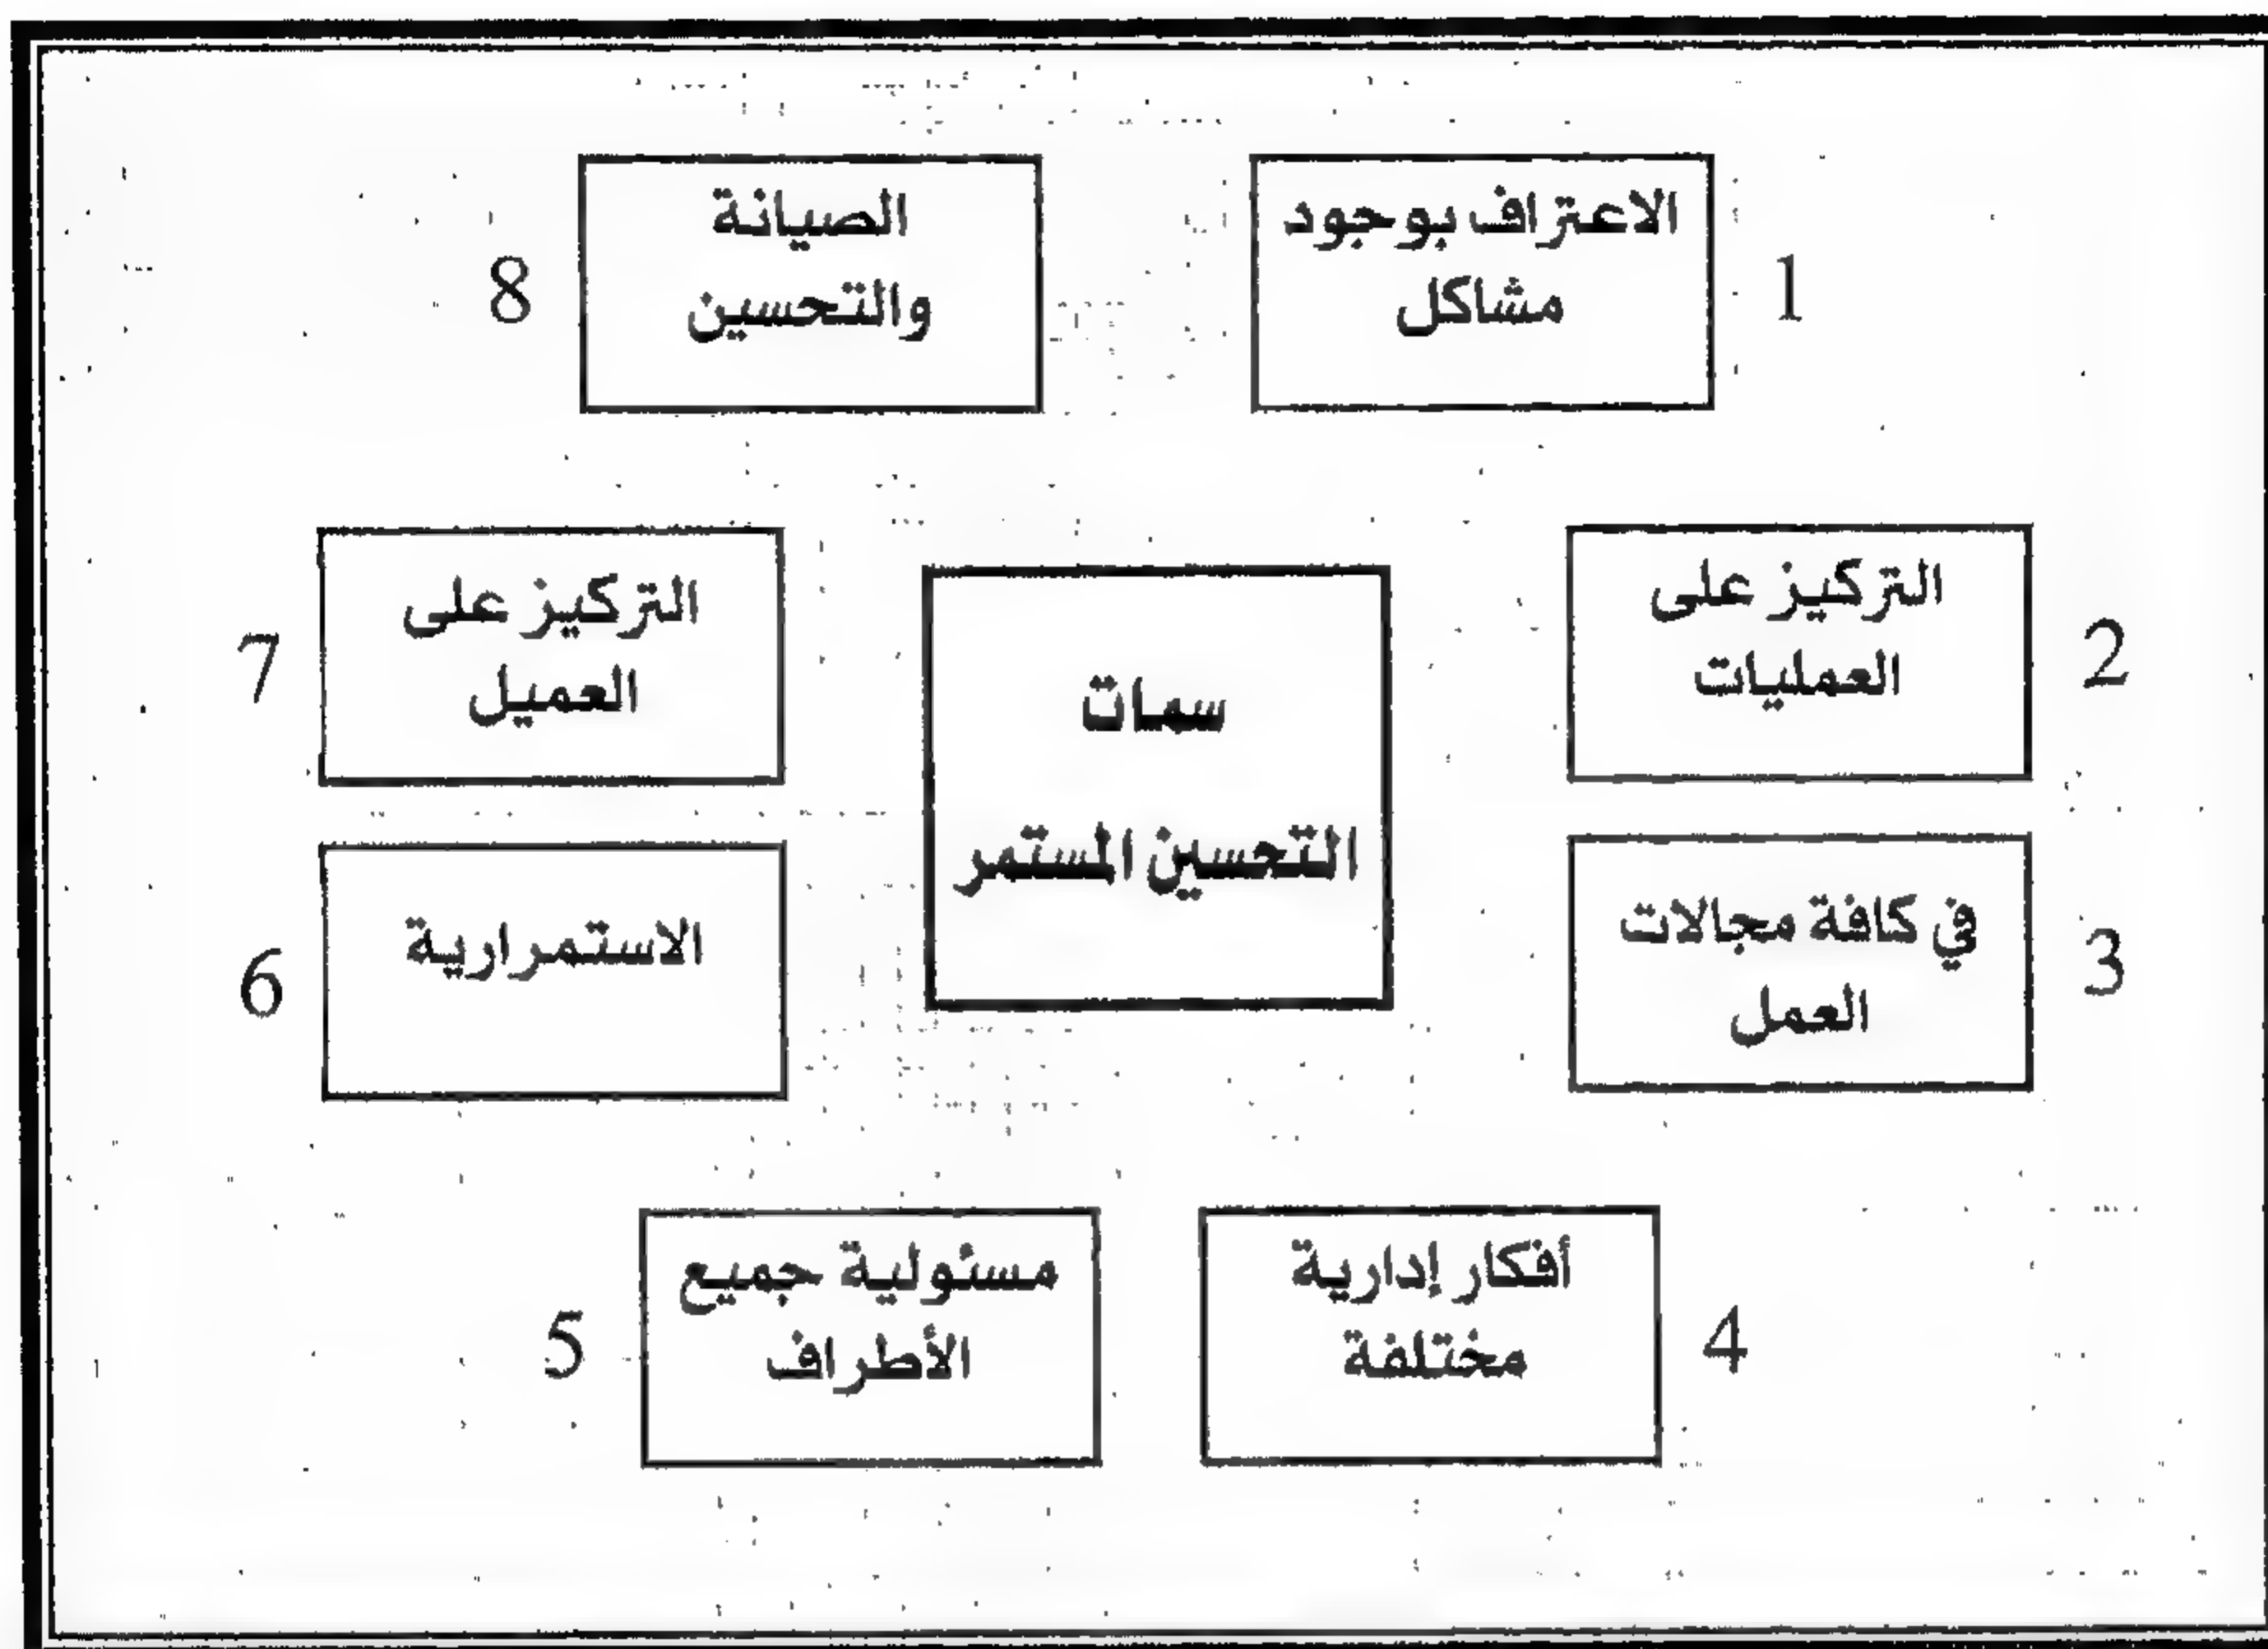 الاعتراف بوجود
مشاكل
1
التركيز على
العمليات
2
في كافة مجالات
العمل
3
أفكار إدارية
مختلفة
4
مسئولية جميع
الأطراف
5
الاستمرارية
6
التركيز على
العميل
7
الصيانة
والتحسين
8
سمات
التحسين المستمر